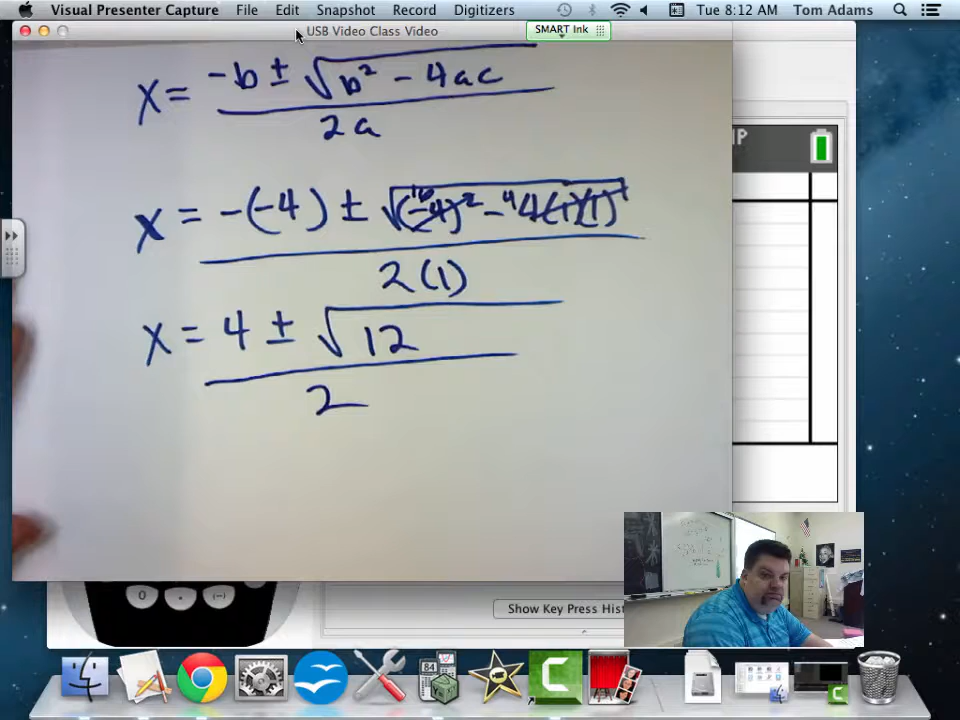 Visual Presenter Capture File Edit Snapshot Record Digitizers Tue 8:12 AM Tom Adams
USB Video Class Video
SMART Ink
x = -b ± √b² - 4ac
2a
x = -(-4) ± √(-4)² - 4(1)(1)
2(1)
x = 4 ± √12
2
0 . (-)
Show Key Press Hist
84